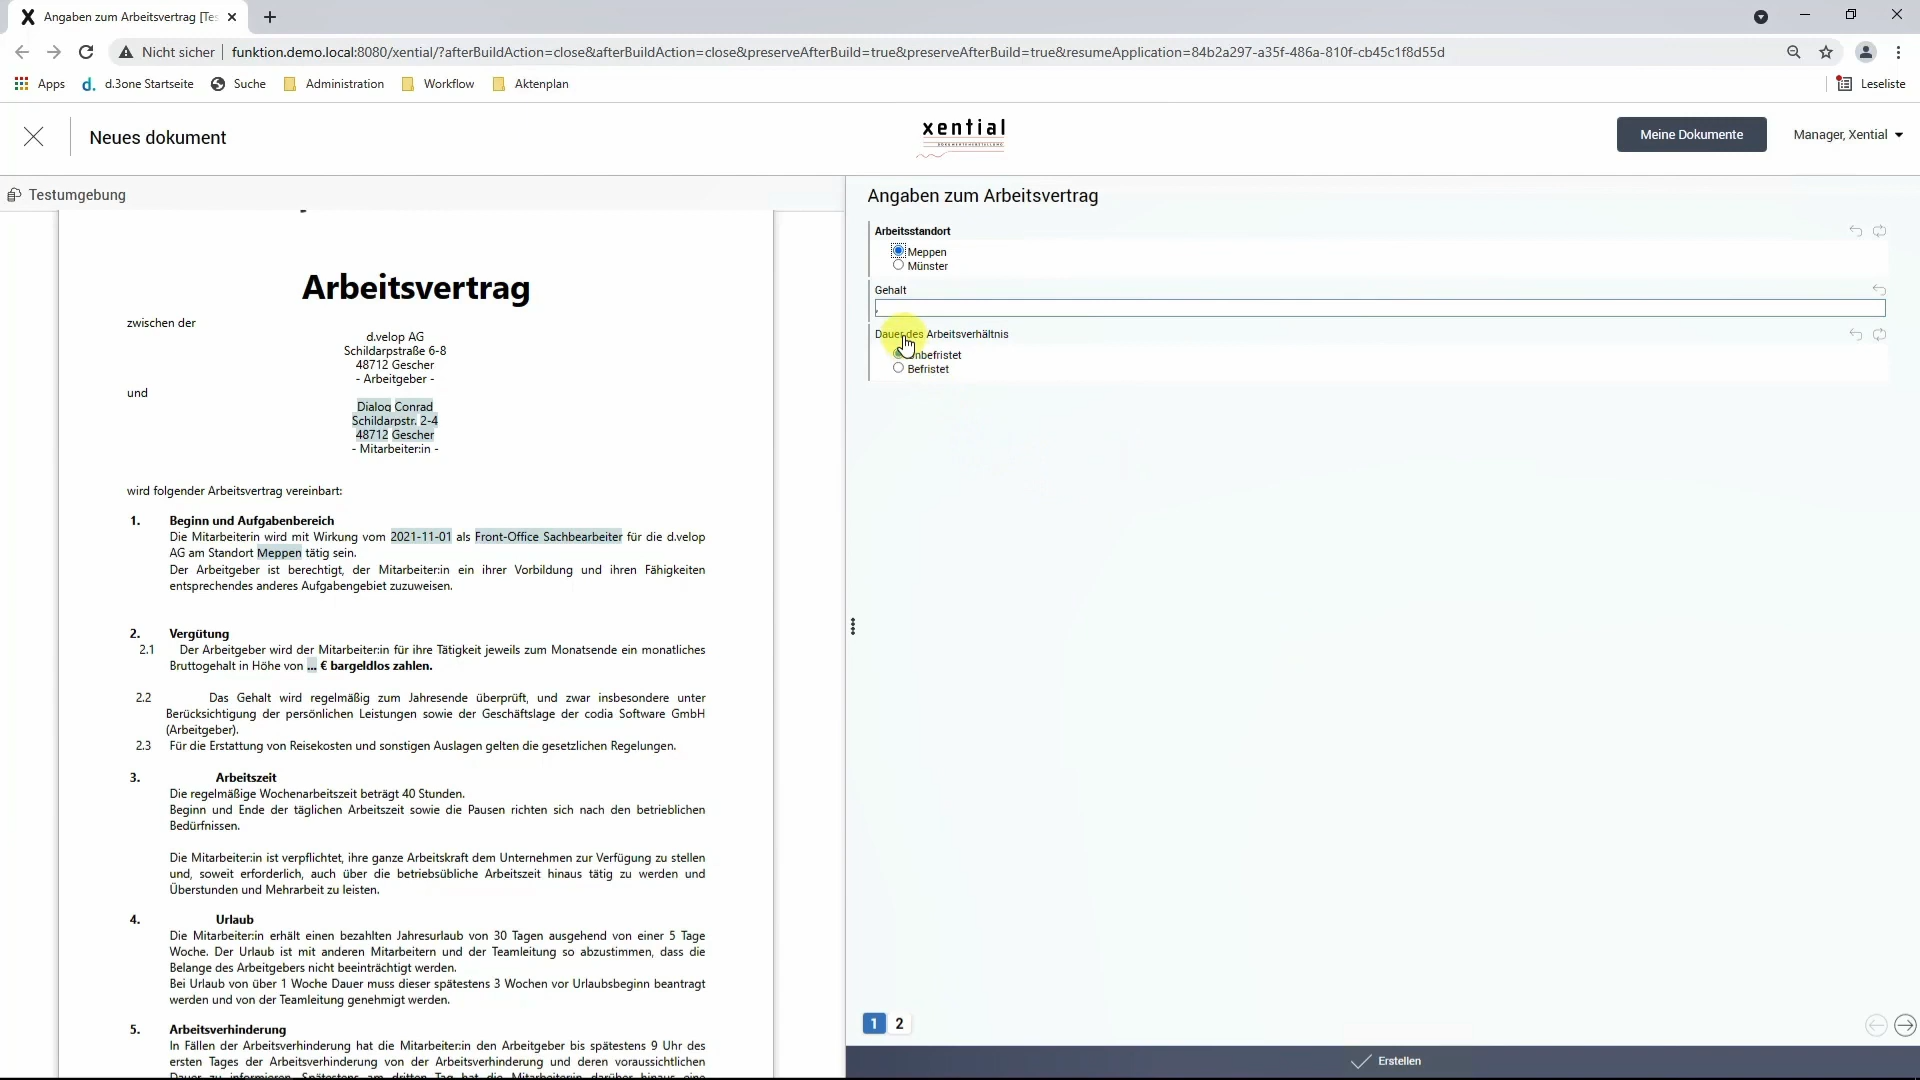 Angaben zum Arbeitsvertrag [Tes
Nicht sicher
funktion.demo.local:8080/xential/?afterBuildAction=close&afterBuildAction=close&preserveAfterBuild=true&preserveAfterBuild=true&resumeApplication=84b2a297-a35f-486a-810f-cb45c1f8d55d
Apps
d.3one Startseite
Suche
Administration
Workflow
Aktenplan
Leseliste
Neues dokument
xential
Meine Dokumente
Manager, Xential
Testumgebung
Arbeitsvertrag
zwischen der
d.velop AG
Schildarpstraße 6-8
48712 Gescher
- Arbeitgeber -
und
Dialog Conrad
Schildarpstr. 2-4
48712 Gescher
- Mitarbeiter:in -
wird folgender Arbeitsvertrag vereinbart:
1. Beginn und Aufgabenbereich
Die Mitarbeiterin wird mit Wirkung vom 2021-11-01 als Front-Office Sachbearbeiter für die d.velop
AG am Standort Meppen tätig sein.
Der Arbeitgeber ist berechtigt, der Mitarbeiter:in ein ihrer Vorbildung und ihren Fähigkeiten
entsprechendes anderes Aufgabengebiet zuzuweisen.
2. Vergütung
2.1 Der Arbeitgeber wird der Mitarbeiter:in für ihre Tätigkeit jeweils zum Monatsende ein monatliches
Bruttogehalt in Höhe von ... € bargeldlos zahlen.
2.2 Das Gehalt wird regelmäßig zum Jahresende überprüft, und zwar insbesondere unter
Berücksichtigung der persönlichen Leistungen sowie der Geschäftslage der codia Software GmbH
(Arbeitgeber).
2.3 Für die Erstattung von Reisekosten und sonstigen Auslagen gelten die gesetzlichen Regelungen.
3. Arbeitszeit
Die regelmäßige Wochenarbeitszeit beträgt 40 Stunden.
Beginn und Ende der täglichen Arbeitszeit sowie die Pausen richten sich nach den betrieblichen
Bedürfnissen.
Die Mitarbeiter:in ist verpflichtet, ihre ganze Arbeitskraft dem Unternehmen zur Verfügung zu stellen
und, soweit erforderlich, auch über die betriebsübliche Arbeitszeit hinaus tätig zu werden und
Überstunden und Mehrarbeit zu leisten.
4. Urlaub
Die Mitarbeiter:in erhält einen bezahlten Jahresurlaub von 30 Tagen ausgehend von einer 5 Tage
Woche. Der Urlaub ist mit anderen Mitarbeitern und der Teamleitung so abzustimmen, dass die
Belange des Arbeitgebers nicht beeinträchtigt werden.
Bei Urlaub von über 1 Woche Dauer muss dieser spätestens 3 Wochen vor Urlaubsbeginn beantragt
werden und von der Teamleitung genehmigt werden.
5. Arbeitsverhinderung
In Fällen der Arbeitsverhinderung hat die Mitarbeiter:in den Arbeitgeber bis spätestens 9 Uhr des
ersten Tages der Arbeitsverhinderung von der Arbeitsverhinderung und deren voraussichtlichen
Dauer zu informieren. Spätestens am dritten Tag hat die Mitarbeiterin darüber hinaus eine
Angaben zum Arbeitsvertrag
Arbeitsstandort
Meppen
Münster
Gehalt
,
Dauer des Arbeitsverhältnis
Unbefristet
Befristet
1 2
Erstellen